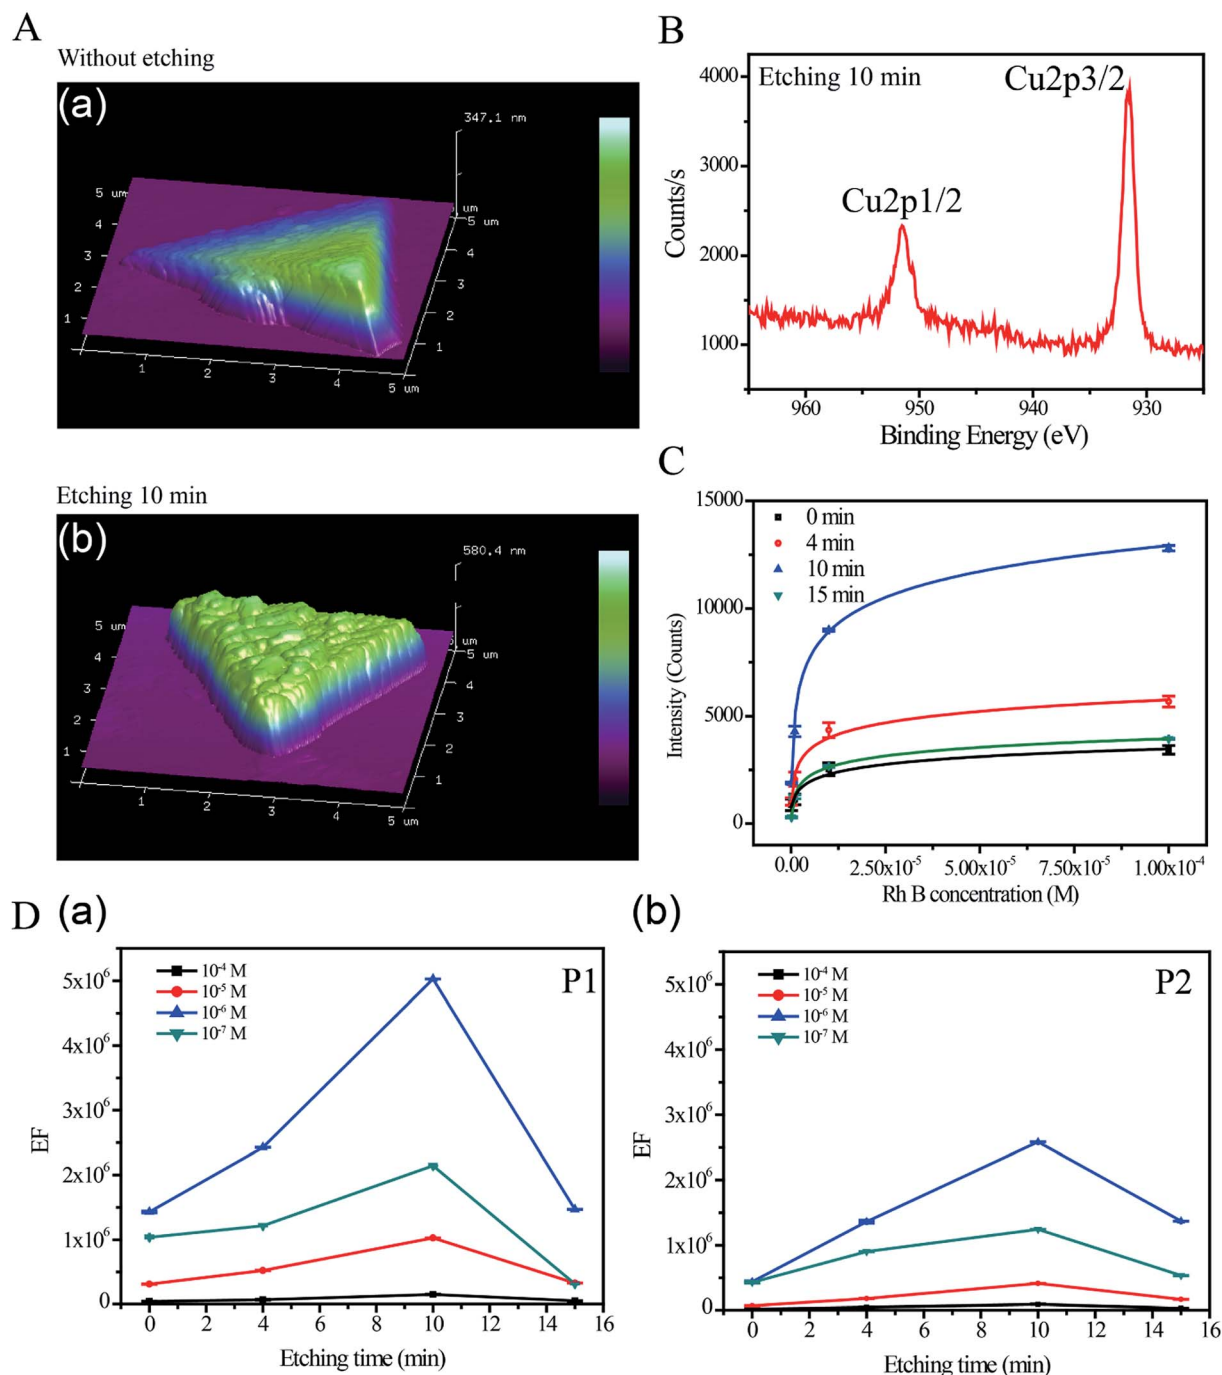 A
Without etching
(a)
347.1 nm
5 um
4
3
2
1
5 um
4
3
2
1
1
2
3
4
5 um
Etching 10 min
(b)
580.4 nm
5 um
4
3
2
1
5 um
4
3
2
1
1
2
3
4
5 um
B
Etching 10 min
Cu2p3/2
Cu2p1/2
4000
3000
2000
1000
Counts/s
960
950
940
930
Binding Energy (eV)
C
15000
10000
5000
0
0 min
4 min
10 min
15 min
Intensity (Counts)
0.00
2.50x10⁻⁵
5.00x10⁻⁵
7.50x10⁻⁵
1.00x10⁻⁴
Rh B concentration (M)
D
(a)
P1
10⁻⁴ M
10⁻⁵ M
10⁻⁶ M
10⁻⁷ M
5x10⁶
4x10⁶
3x10⁶
2x10⁶
1x10⁶
0
EF
0 2 4 6 8 10 12 14 16
Etching time (min)
(b)
P2
10⁻⁴ M
10⁻⁵ M
10⁻⁶ M
10⁻⁷ M
5x10⁶
4x10⁶
3x10⁶
2x10⁶
1x10⁶
0
EF
0 2 4 6 8 10 12 14 16
Etching time (min)